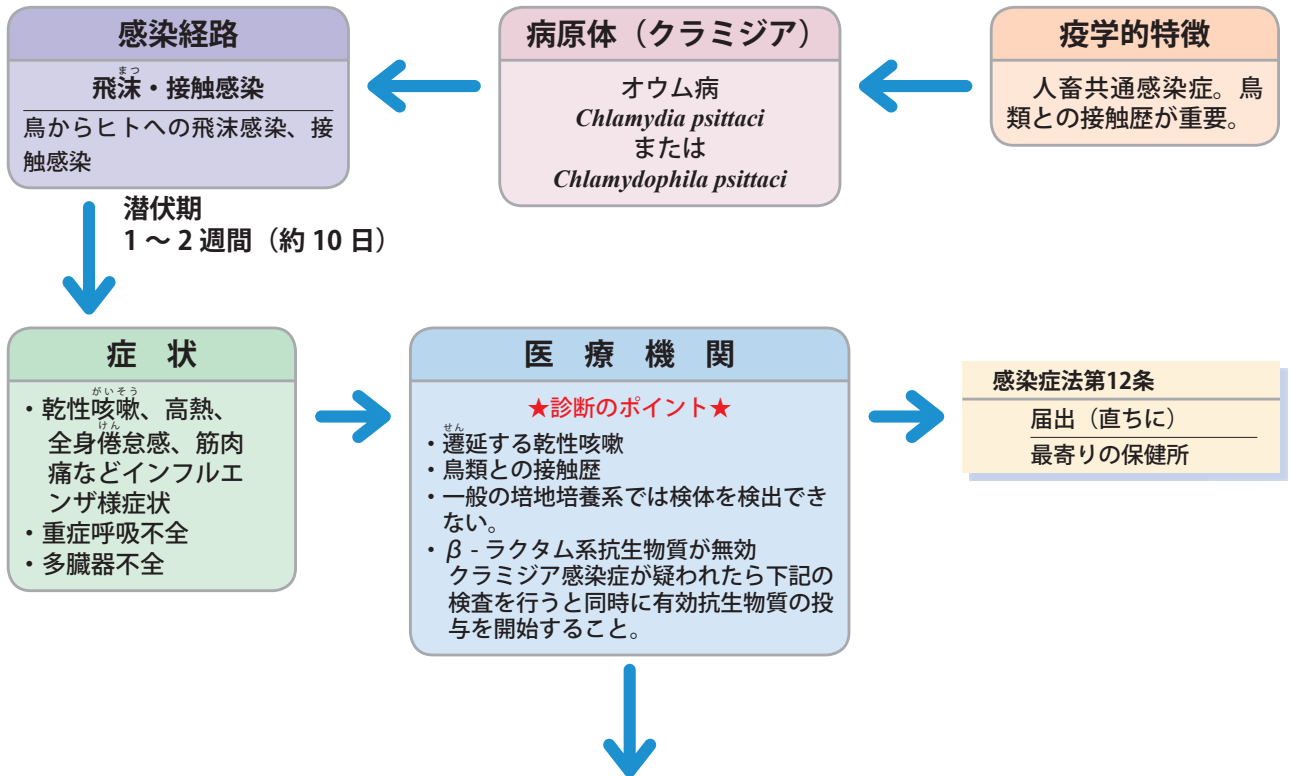 感染経路
飛沫・接触感染
まつ
鳥からヒトへの飛沫感染、接
触感染
病原体（クラミジア）
オウム病
Chlamydia psittaci
または
Chlamydophila psittaci
疫学的特徴
人畜共通感染症。鳥
類との接触歴が重要。
潜伏期
1 〜 2 週間（約 10 日）
症　状
がいそう
・乾性咳嗽、高熱、
けん
全身倦怠感、筋肉
痛などインフルエ
ンザ様症状
・重症呼吸不全
・多臓器不全
医　療　機　関
★診断のポイント★
せん
・遷延する乾性咳嗽
・鳥類との接触歴
・一般の培地培養系では検体を検出でき
ない。
・β - ラクタム系抗生物質が無効
クラミジア感染症が疑われたら下記の
検査を行うと同時に有効抗生物質の投
与を開始すること。
感染症法第12条
届出（直ちに）
最寄りの保健所